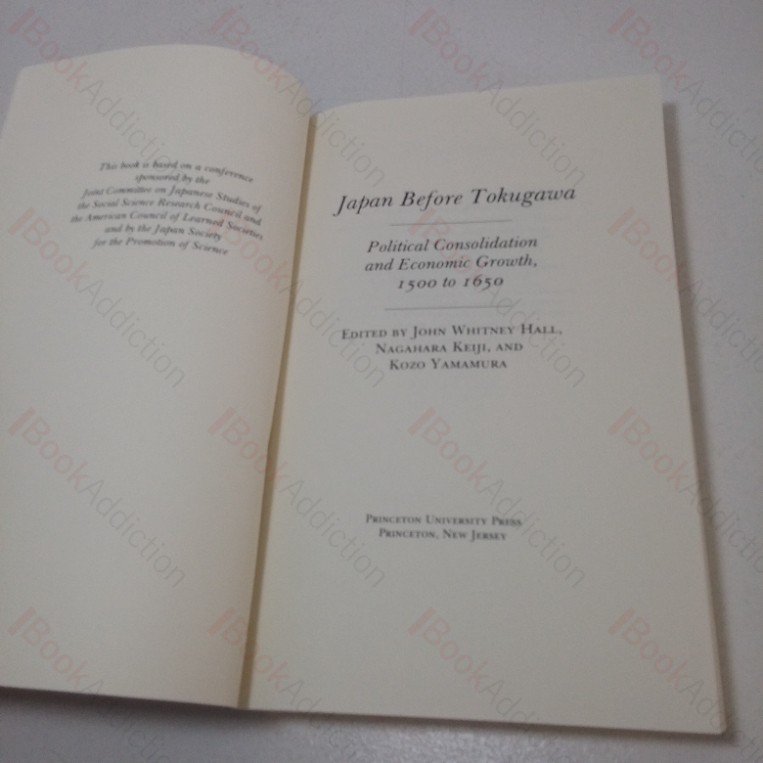 This book is based on a conference
sponsored by the
Joint Committee on Japanese Studies of
the Social Science Research Council and
the American Council of Learned Societies
and by the Japan Society
for the Promotion of Science
Japan Before Tokugawa
Political Consolidation
and Economic Growth,
1500 to 1650
EDITED BY JOHN WHITNEY HALL,
NAGAHARA KEIJI, AND
KOZO YAMAMURA
PRINCETON UNIVERSITY PRESS
PRINCETON, NEW JERSEY
BookAddiction